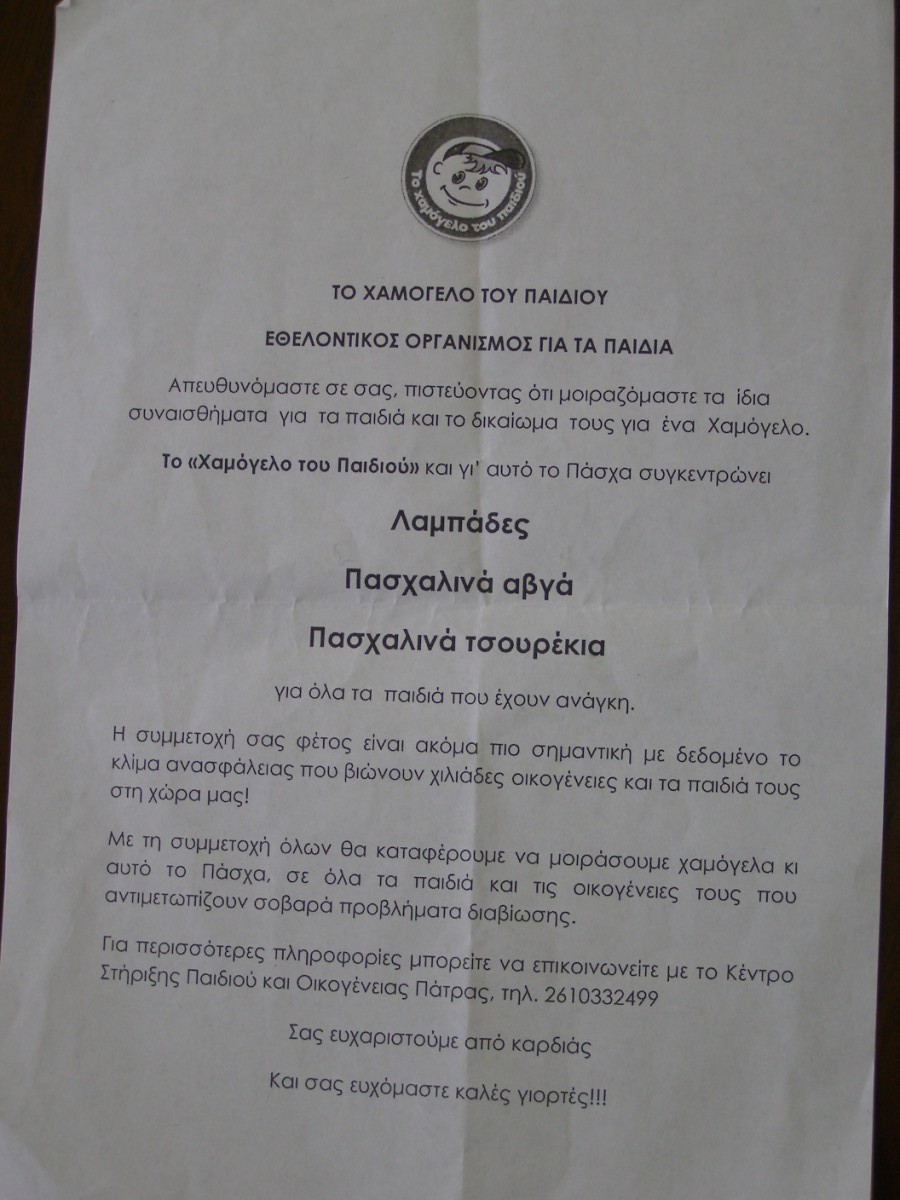 Το χαμόγελο του παιδιού
ΤΟ ΧΑΜΟΓΕΛΟ ΤΟΥ ΠΑΙΔΙΟΥ
ΕΘΕΛΟΝΤΙΚΟΣ ΟΡΓΑΝΙΣΜΟΣ ΓΙΑ ΤΑ ΠΑΙΔΙΑ
Απευθυνόμαστε σε σας, πιστεύοντας ότι μοιραζόμαστε τα ίδια
συναισθήματα για τα παιδιά και το δικαίωμα τους για ένα Χαμόγελο.
Το «Χαμόγελο του Παιδιού» και γι' αυτό το Πάσχα συγκεντρώνει
Λαμπάδες
Πασχαλινά αβγά
Πασχαλινά τσουρέκια
για όλα τα παιδιά που έχουν ανάγκη.
Η συμμετοχή σας φέτος είναι ακόμα πιο σημαντική με δεδομένο το
κλίμα ανασφάλειας που βιώνουν χιλιάδες οικογένειες και τα παιδιά τους
στη χώρα μας!
Με τη συμμετοχή όλων θα καταφέρουμε να μοιράσουμε χαμόγελα κι
αυτό το Πάσχα, σε όλα τα παιδιά και τις οικογένειες τους που
αντιμετωπίζουν σοβαρά προβλήματα διαβίωσης.
Για περισσότερες πληροφορίες μπορείτε να επικοινωνείτε με το Κέντρο
Στήριξης Παιδιού και Οικογένειας Πάτρας, τηλ. 2610332499
Σας ευχαριστούμε από καρδιάς
Και σας ευχόμαστε καλές γιορτές!!!